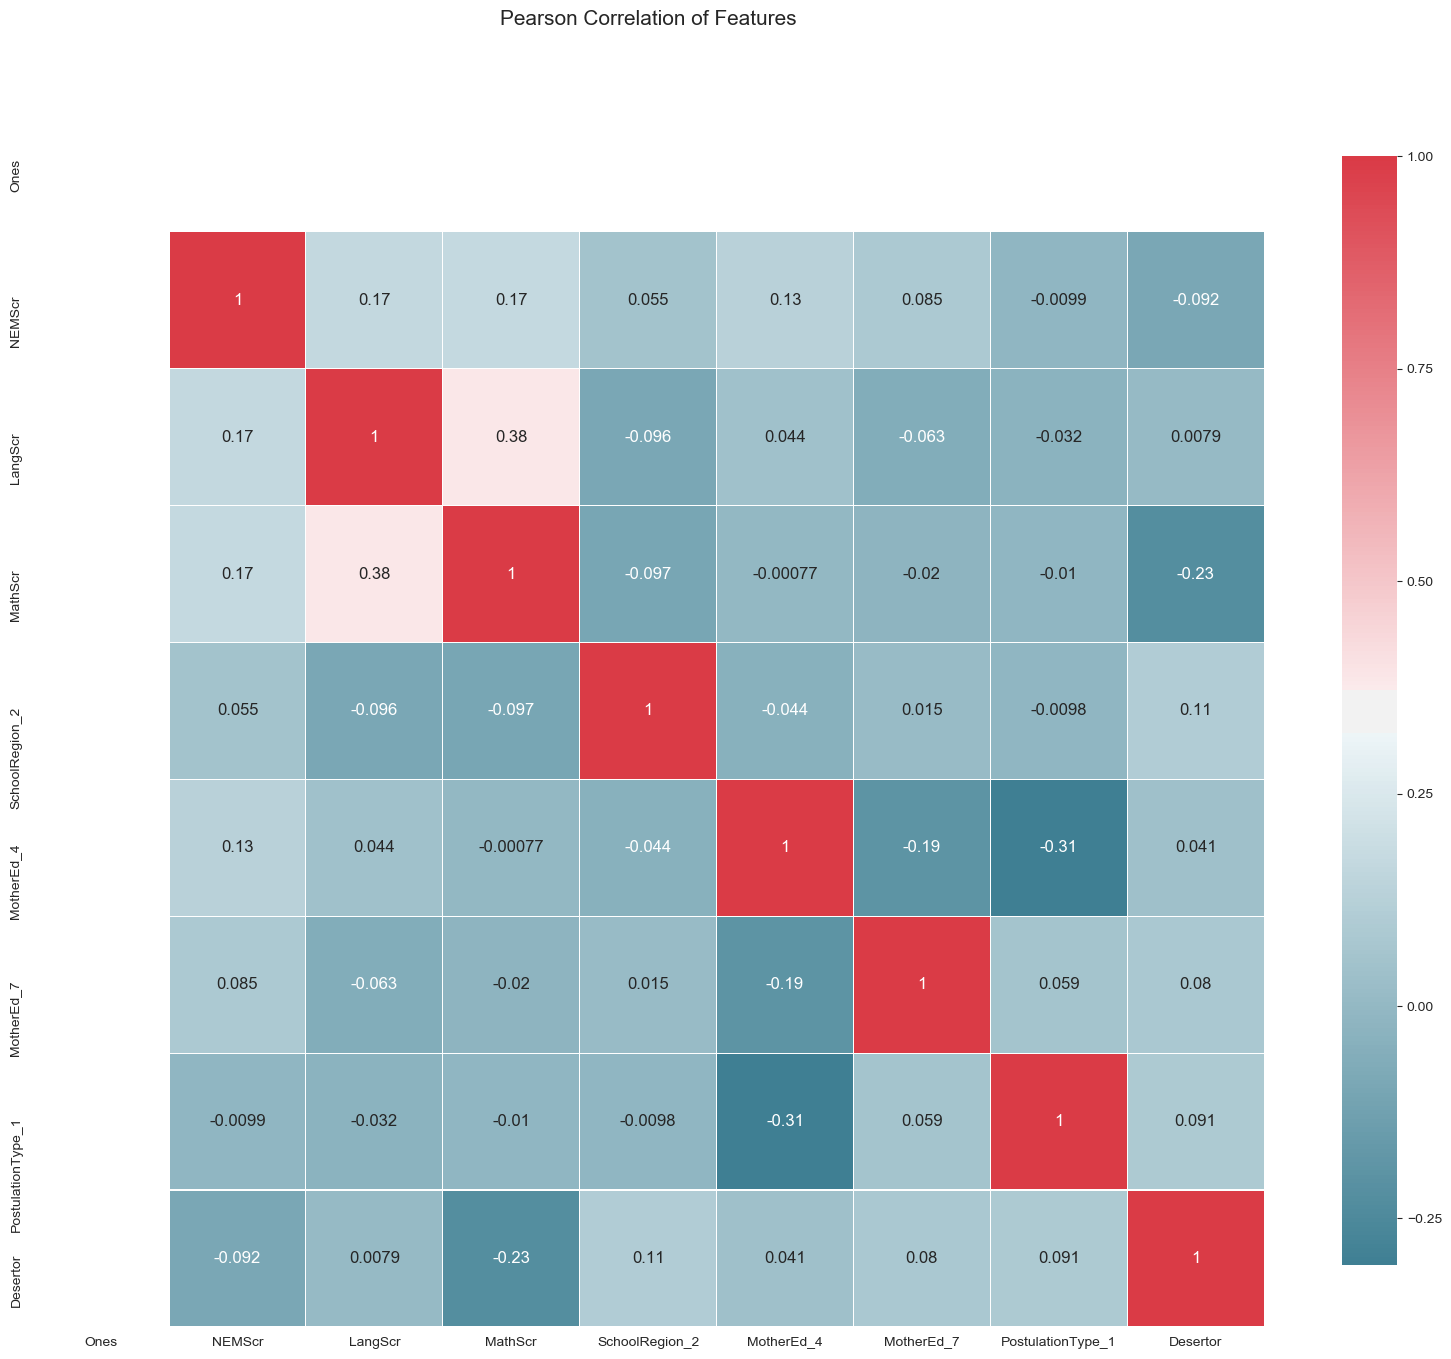 Pearson Correlation of Features
Ones
NEMScr
1 0.17 0.17 0.055 0.13 0.085 -0.0099 -0.092
LangScr
0.17 1 0.38 -0.096 0.044 -0.063 -0.032 0.0079
MathScr
0.17 0.38 1 -0.097 -0.00077 -0.02 -0.01 -0.23
SchoolRegion_2
0.055 -0.096 -0.097 1 -0.044 0.015 -0.0098 0.11
MotherEd_4
0.13 0.044 -0.00077 -0.044 1 -0.19 -0.31 0.041
MotherEd_7
0.085 -0.063 -0.02 0.015 -0.19 1 0.059 0.08
PostulationType_1
-0.0099 -0.032 -0.01 -0.0098 -0.31 0.059 1 0.091
Desertor
-0.092 0.0079 -0.23 0.11 0.041 0.08 0.091 1
Ones NEMScr LangScr MathScr SchoolRegion_2 MotherEd_4 MotherEd_7 PostulationType_1 Desertor
1.00
0.75
0.50
0.25
0.00
−0.25